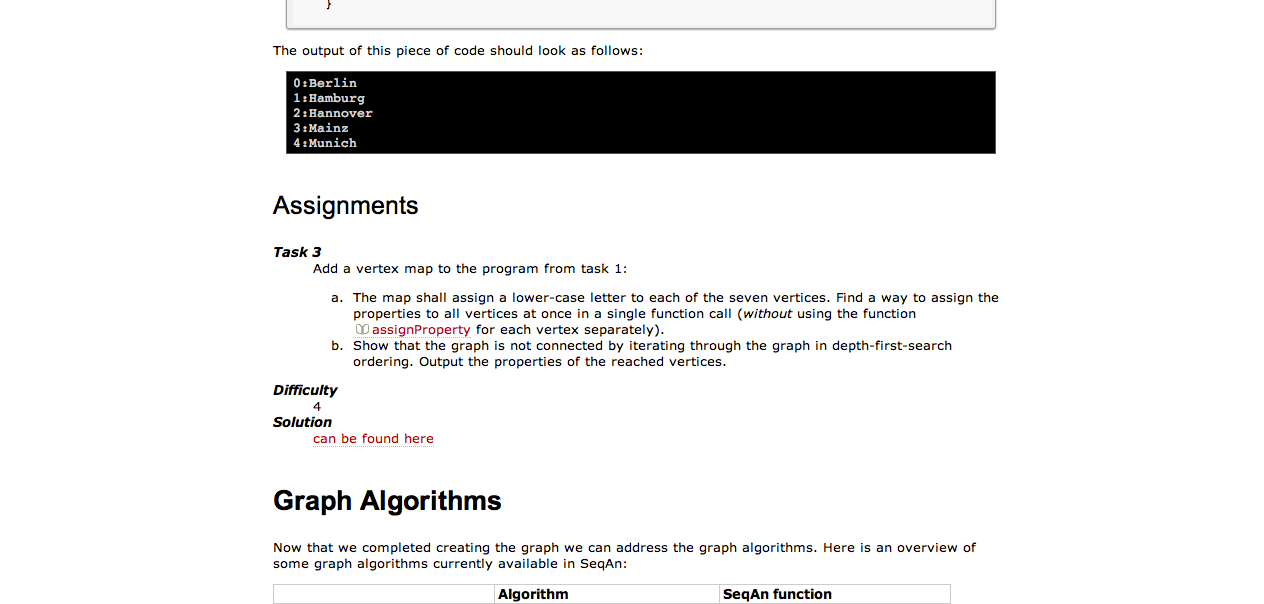 }
The output of this piece of code should look as follows:
0:Berlin
1:Hamburg
2:Hannover
3:Mainz
4:Munich
Assignments
Task 3
Add a vertex map to the program from task 1:
a. The map shall assign a lower-case letter to each of the seven vertices. Find a way to assign the
properties to all vertices at once in a single function call (without using the function
assignProperty for each vertex separately).
b. Show that the graph is not connected by iterating through the graph in depth-first-search
ordering. Output the properties of the reached vertices.
Difficulty
4
Solution
can be found here
Graph Algorithms
Now that we completed creating the graph we can address the graph algorithms. Here is an overview of
some graph algorithms currently available in SeqAn:
Algorithm SeqAn function